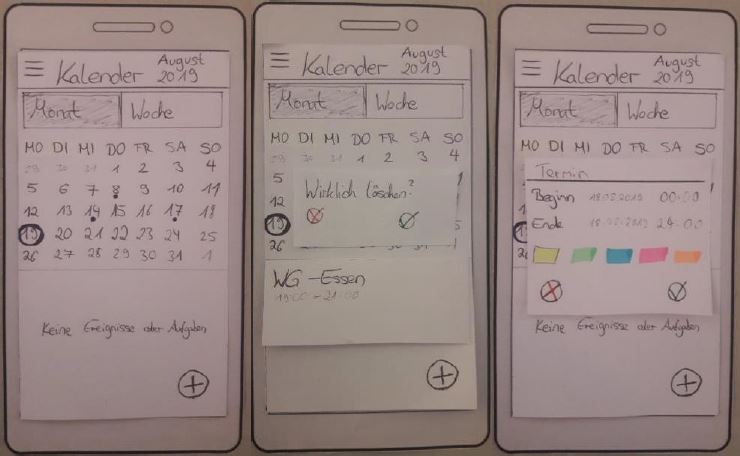 Kalender August 2019
Monat Woche
MO DI MI DO FR SA SO
29 30 31 1 2 3 4
5 6 7 8 9 10 11
12 13 14 15 16 17 18
19 20 21 22 23 24 25
26 27 28 29 30 31 1
Keine Ereignisse oder Aufgaben
Kalender August 2019
Monat Woche
MO DI MI DO FR SA SO
29 30 31 1 2 3 4
5
Wirklich löschen?
12
19
26
WG-Essen
19:00 - 21:00
Kalender August 2019
Monat Woche
MO DI MI DO FR SA SO
Termin
Beginn 18.08.2019 00:00
Ende 24:00
Keine Ereignisse oder Aufgaben